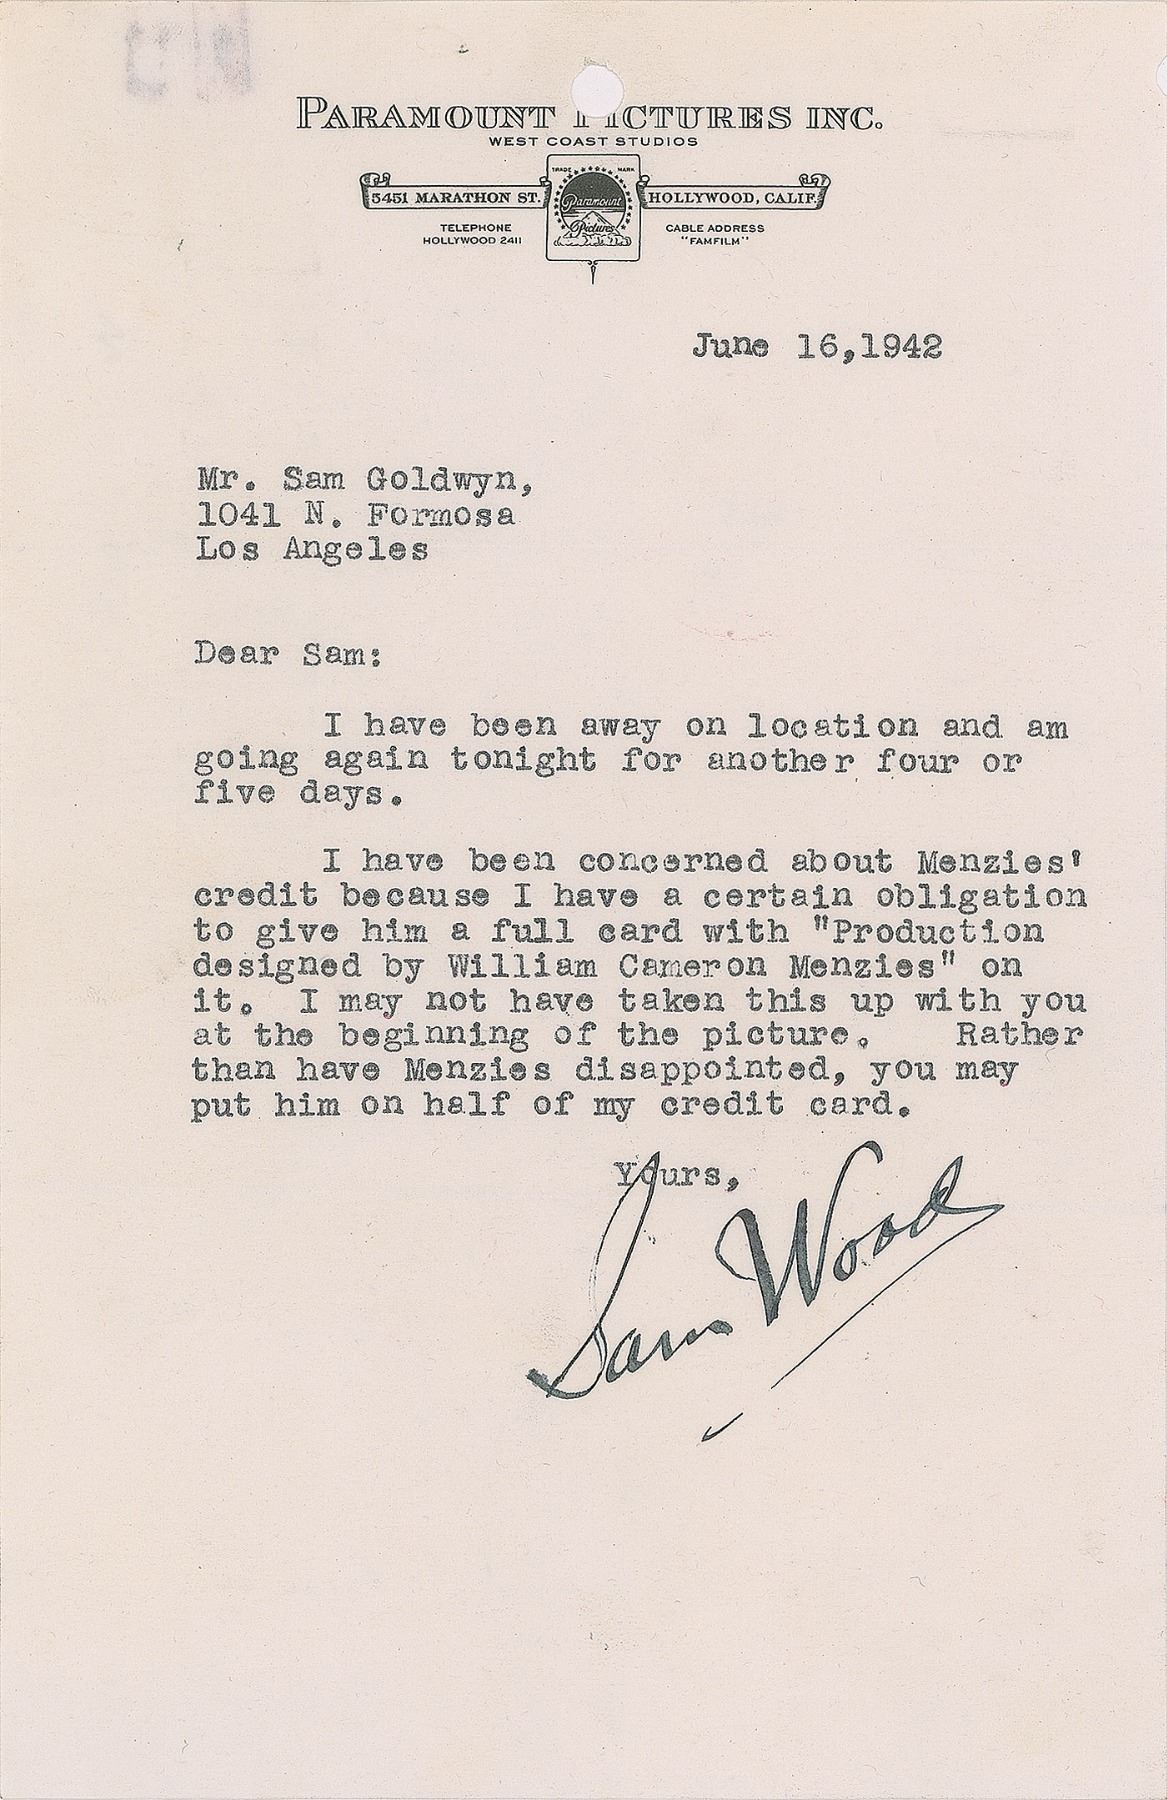 PARAMOUNT PICTURES INC.
WEST COAST STUDIOS
TRADE MARK
5451 MARATHON ST. HOLLYWOOD, CALIF.
Paramount
Pictures
TELEPHONE
HOLLYWOOD 2411
CABLE ADDRESS
"FAMFILM"
June 16,1942
Mr. Sam Goldwyn,
1041 N. Formosa
Los Angeles
Dear Sam:
I have been away on location and am
going again tonight for another four or
five days.
I have been concerned about Menzies'
credit because I have a certain obligation
to give him a full card with "Production
designed by William Cameron Menzies" on
it. I may not have taken this up with you
at the beginning of the picture. Rather
than have Menzies disappointed, you may
put him on half of my credit card.
Yours,
Sam Wood